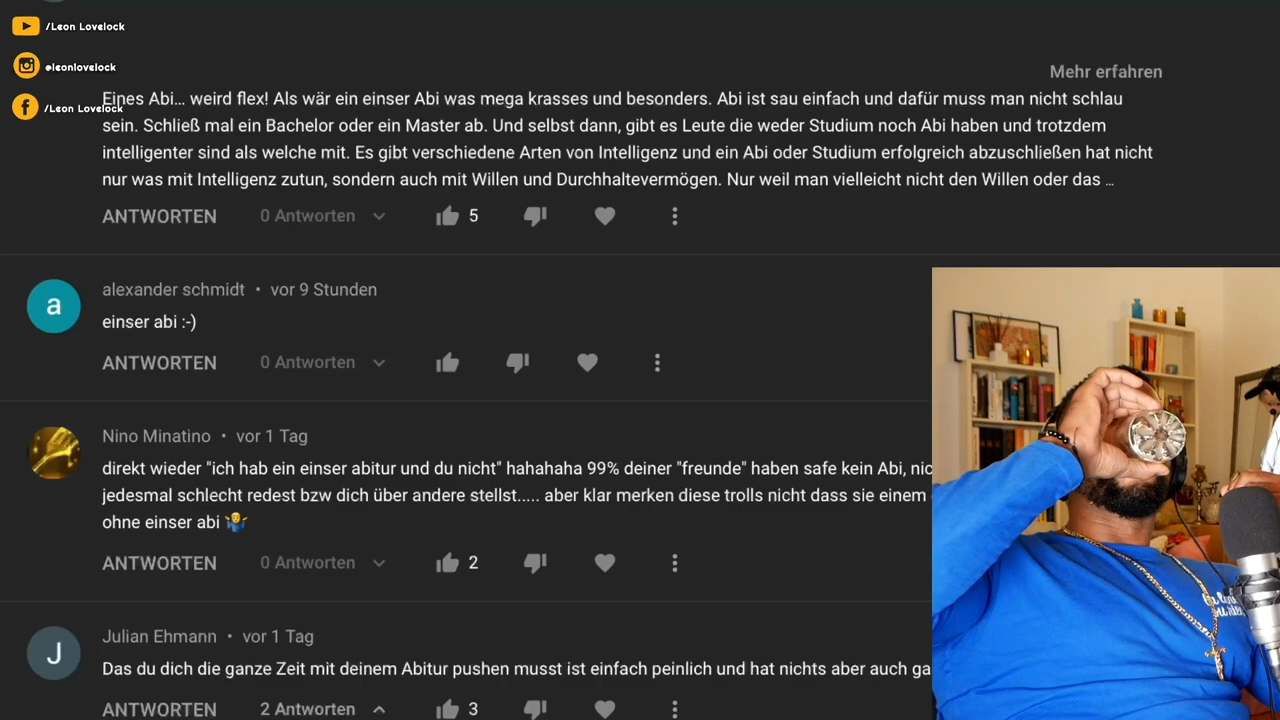 /Leon Lovelock
@leonlovelock
/Leon Lovelock
Mehr erfahren
Eines Abi… weird flex! Als wär ein einser Abi was mega krasses und besonders. Abi ist sau einfach und dafür muss man nicht schlau
sein. Schließ mal ein Bachelor oder ein Master ab. Und selbst dann, gibt es Leute die weder Studium noch Abi haben und trotzdem
intelligenter sind als welche mit. Es gibt verschiedene Arten von Intelligenz und ein Abi oder Studium erfolgreich abzuschließen hat nicht
nur was mit Intelligenz zutun, sondern auch mit Willen und Durchhaltevermögen. Nur weil man vielleicht nicht den Willen oder das …
ANTWORTEN 0 Antworten 5
a
alexander schmidt • vor 9 Stunden
einser abi :-)
ANTWORTEN 0 Antworten
Nino Minatino • vor 1 Tag
direkt wieder "ich hab ein einser abitur und du nicht" hahahaha 99% deiner "freunde" haben safe kein Abi, nic
jedesmal schlecht redest bzw dich über andere stellst..... aber klar merken diese trolls nicht dass sie einem
ohne einser abi 🤷‍♂️
ANTWORTEN 0 Antworten 2
J
Julian Ehmann • vor 1 Tag
Das du dich die ganze Zeit mit deinem Abitur pushen musst ist einfach peinlich und hat nichts aber auch ga
ANTWORTEN 2 Antworten 3